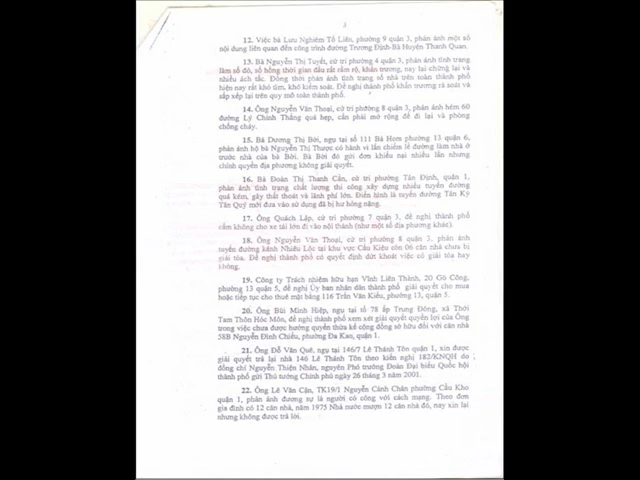 3
12. Việc bà Lưu Nghiêm Tố Liên, phường 9 quận 3, phản ánh một số
nội dung liên quan đến công trình đường Trương Định-Bà Huyện Thanh Quan.
13. Bà Nguyễn Thị Tuyết, cử tri phường 4 quận 3, phản ánh tình trạng
làm sổ đỏ, sổ hồng thời gian đầu rất rầm rộ, khẩn trương, nay lại chững lại và
nhiều ách tắc. Đồng thời phản ánh tình trạng số nhà trên toàn thành phố
hiện nay rất khó tìm, khó kiểm soát. Đề nghị thành phố khẩn trương rà soát và
sắp xếp lại trên quy mô toàn thành phố.
14. Ông Nguyễn Văn Thoại, cử tri phường 8 quận 3, phản ánh hẻm 60
đường Lý Chính Thắng quá hẹp, cần phải mở rộng để đi lại và phòng
chống cháy.
15. Bà Dương Thị Bởi, ngụ tại số 111 Bà Hom phường 13 quận 6,
phản ánh hộ bà Nguyễn Thị Thược có hành vi lấn chiếm lề đường làm nhà ở
trước nhà của bà Bởi. Bà Bởi đó gửi đơn khiếu nại nhiều lần nhưng
chính quyền địa phương không giải quyết.
16. Bà Đoàn Thị Thanh Cần, cử tri phường Tân Định, quận 1,
phản ánh tình trạng chất lượng thi công xây dựng nhiều tuyến đường
quá kém, gây thất thoát và lãnh phí lớn. Điển hình là tuyến đường Tân Kỳ
Tân Quý mới đưa vào sử dụng đã bị hư hỏng nặng.
17. Ông Quách Lập, cử tri phường 7 quận 3, đề nghị thành phố
cấm không cho xe tải lớn đi vào nội thành (như một số địa phương khác).
18. Ông Nguyễn Văn Thoại, cử tri phường 8 quận 3, phản ánh
tuyến đường kênh Nhiêu Lộc tại khu vực Cầu Kiệu còn 06 căn nhà chưa bị
giải tỏa. Đề nghị thành phố có quyết định dứt khoát việc có giải tỏa hay
không.
19. Công ty Trách nhiệm hữu hạn Vĩnh Liên Thành, 20 Gò Công,
phường 13 quận 5, đề nghị Ủy ban nhân dân thành phố giải quyết cho
mua hoặc tiếp tục cho thuê mặt bằng 116 Trần Văn Kiểu, phường 13, quận 5.
20. Ông Bùi Minh Hiệp, ngụ tại số 78 ấp Trung Đông, xã Thới
Tam Thôn Hóc Môn, đề nghị thành phố xem xét giải quyết quyền lợi của Ông
trong việc chưa được hưởng quyền thừa kế cộng đồng sở hữu đối với căn nhà
58B Nguyễn Đình Chiểu, phường Đa Kao, quận 1.
21. Ông Đỗ Văn Quê, ngụ tại 146/7 Lê Thánh Tôn quận 1, xin được
giải quyết trả lại nhà 146 Lê Thánh Tôn theo kiến nghị 182/KNQH do
đồng chí Nguyễn Thiện Nhân, nguyên Phó trưởng Đoàn Đại biểu Quốc hội
thành phố gửi Thủ tướng Chính phủ ngày 26 tháng 3 năm 2001.
22. Ông Lê Văn Cận, TK19/1 Nguyễn Cảnh Chân phường Cầu Kho
quận 1, phản ánh đương sự là người có công với cách mạng. Theo đơn
gia đình có 12 căn nhà, năm 1975 Nhà nước mượn 12 căn nhà đó, nay xin lại
nhưng không được trả lời.